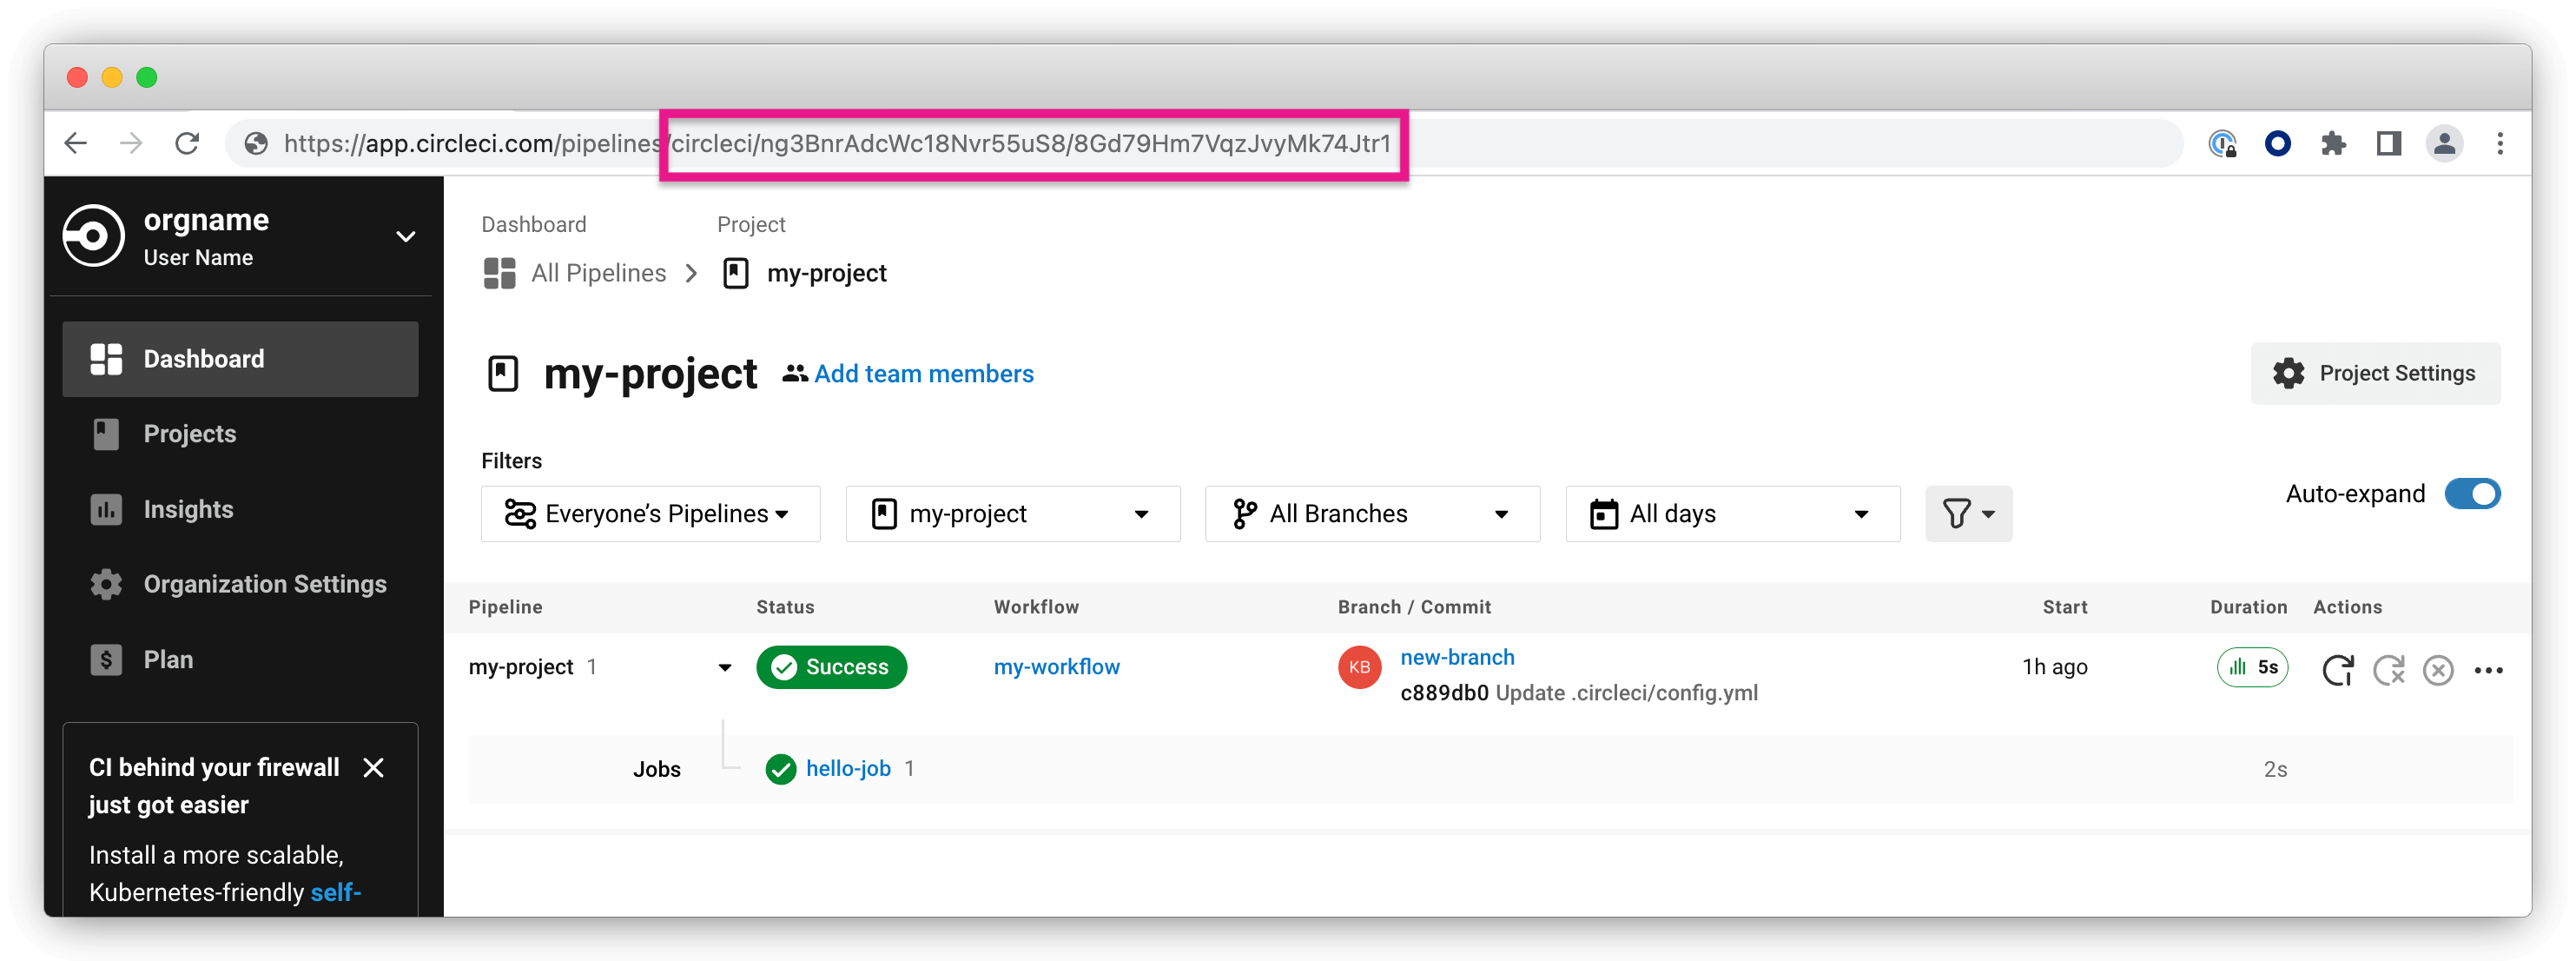 https://app.circleci.com/pipelines/circleci/ng3BnrAdcWc18Nvr55uS8/8Gd79Hm7VqzJvyMk74Jtr1
orgname
User Name
Dashboard
Projects
Insights
Organization Settings
Plan
CI behind your firewall
just got easier
Install a more scalable,
Kubernetes-friendly self-
Dashboard Project
All Pipelines my-project
my-project Add team members
Project Settings
Filters
Everyone’s Pipelines my-project All Branches All days
Auto-expand
Pipeline Status Workflow Branch / Commit Start Duration Actions
my-project 1 Success my-workflow KB new-branch 1h ago 5s
c889db0 Update .circleci/config.yml
Jobs hello-job 1 2s